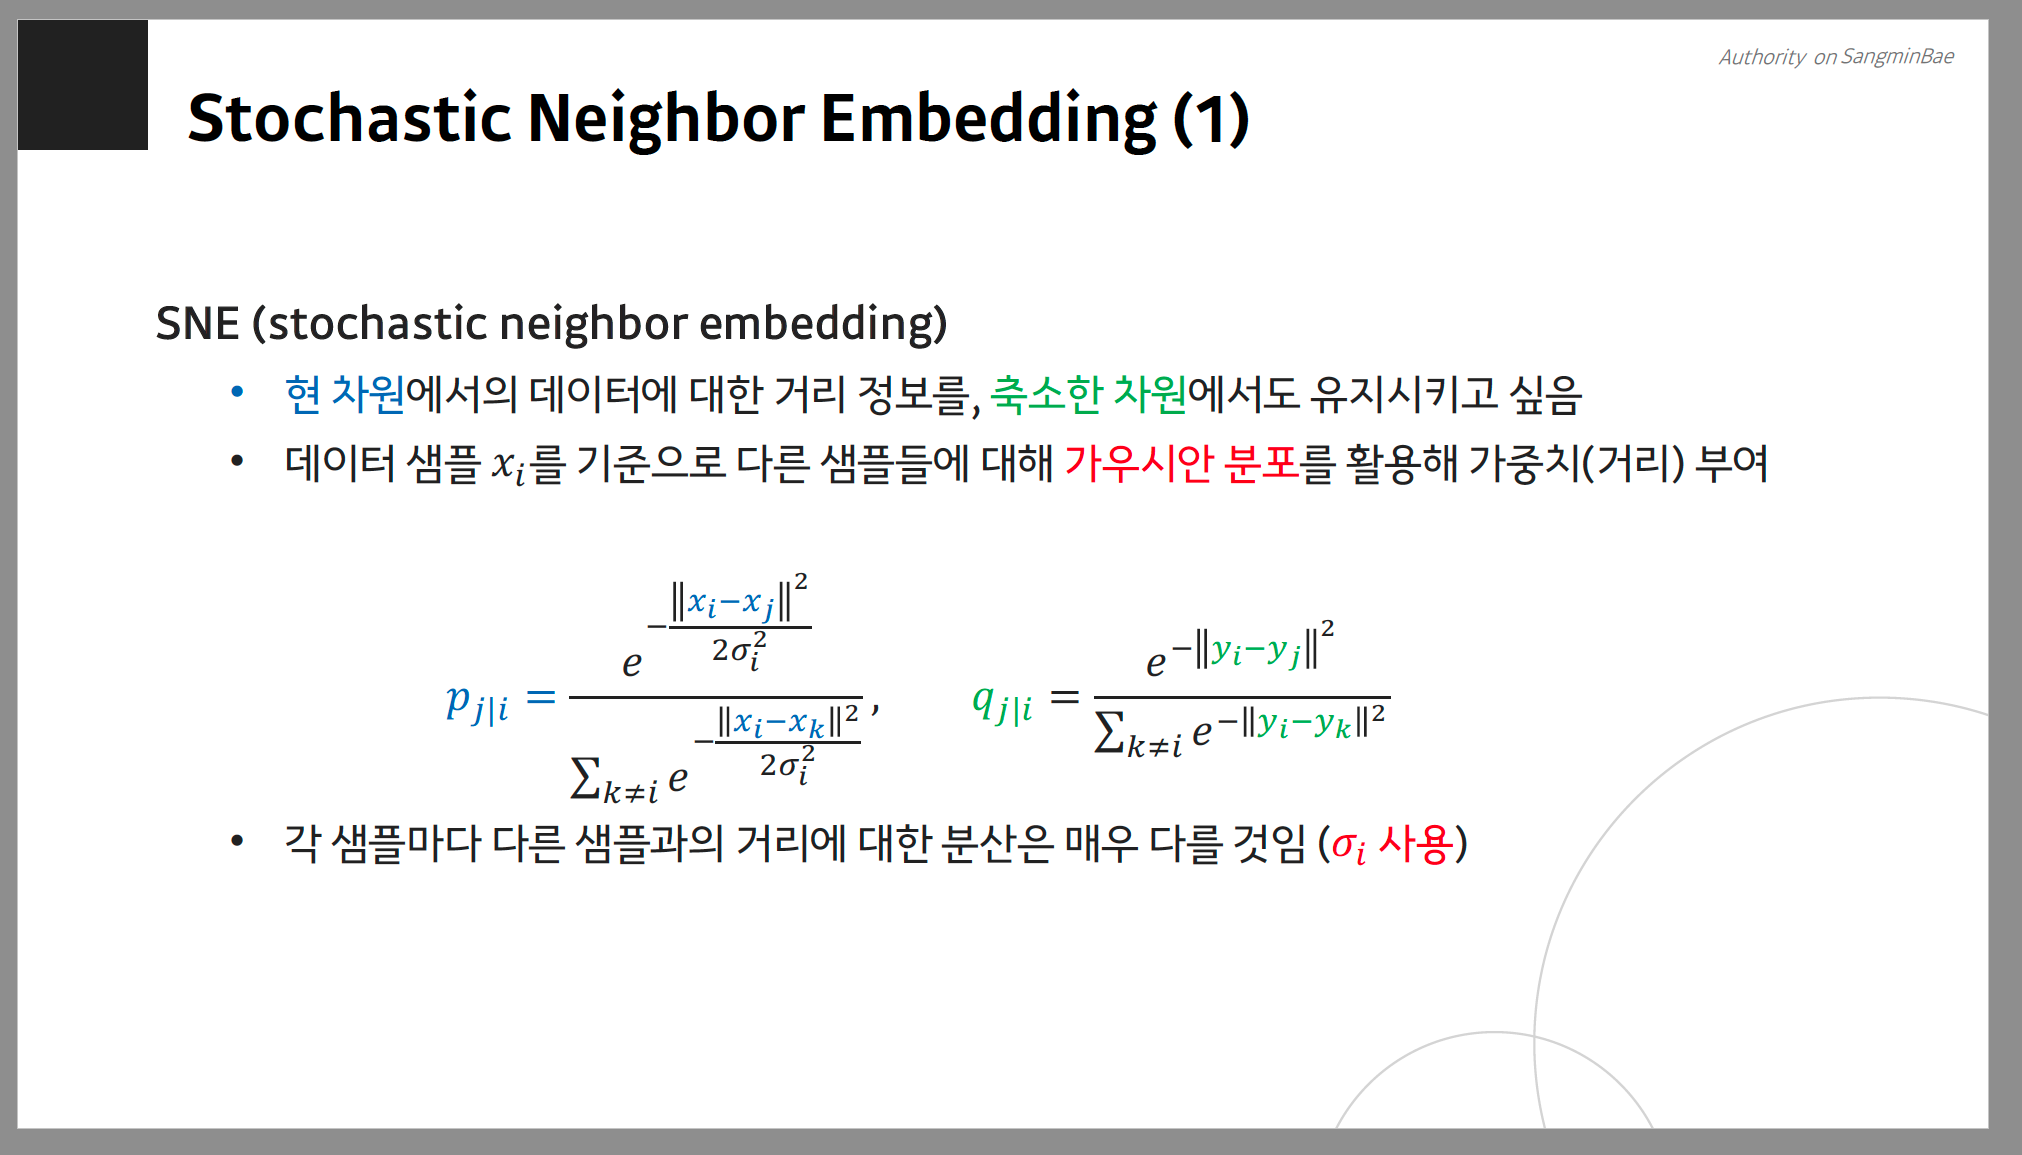 Authority on SangminBae
Stochastic Neighbor Embedding (1)
SNE (stochastic neighbor embedding)
• 현 차원에서의 데이터에 대한 거리 정보를, 축소한 차원에서도 유지시키고 싶음
• 데이터 샘플 $x_i$를 기준으로 다른 샘플들에 대해 가우시안 분포를 활용해 가중치(거리) 부여
$p_{j|i} = \frac{e^{-\frac{\|x_i-x_j\|^2}{2\sigma_i^2}}}{\sum_{k\neq i} e^{-\frac{\|x_i-x_k\|^2}{2\sigma_i^2}}}, \quad q_{j|i} = \frac{e^{-\|y_i-y_j\|^2}}{\sum_{k\neq i} e^{-\|y_i-y_k\|^2}}$
• 각 샘플마다 다른 샘플과의 거리에 대한 분산은 매우 다를 것임 ($\sigma_i$ 사용)